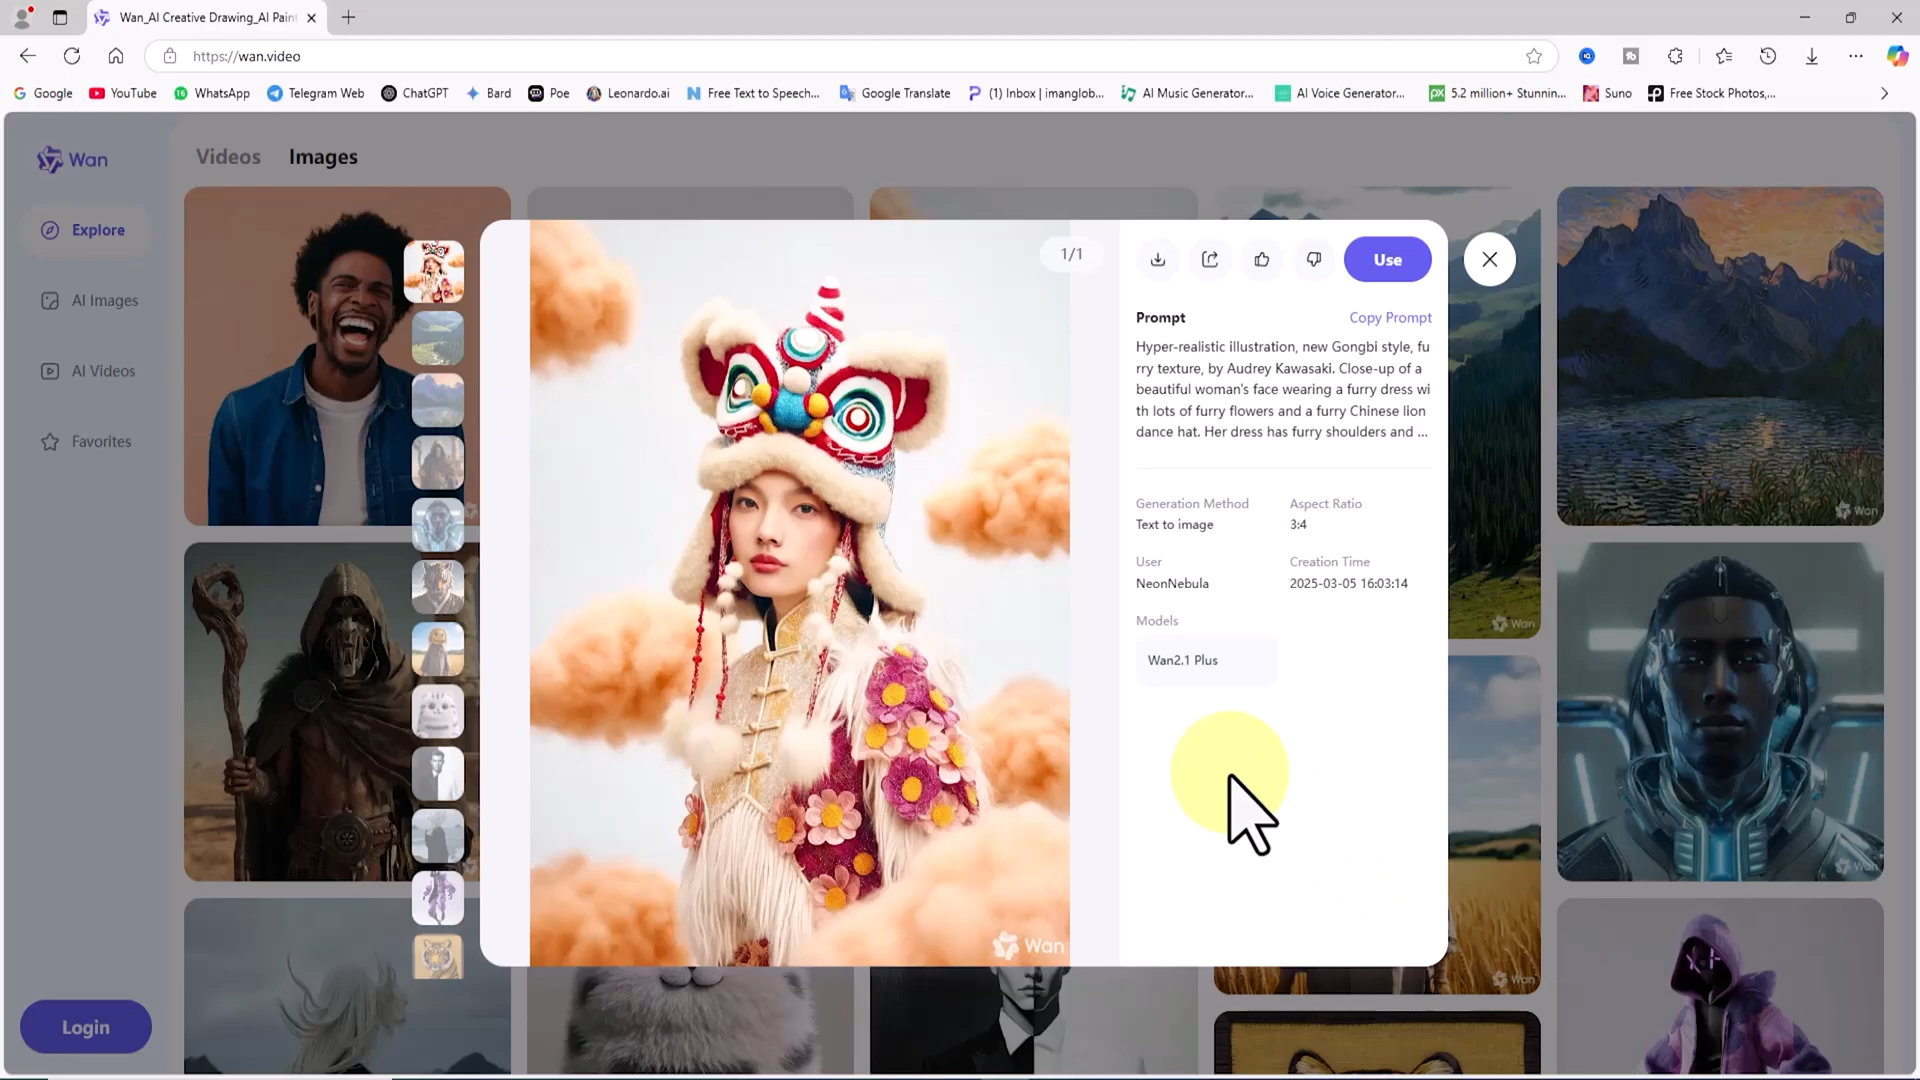 Wan_AI Creative Drawing_AI Pain
https://wan.video
Google
YouTube
WhatsApp
Telegram Web
ChatGPT
Bard
Poe
Leonardo.ai
Free Text to Speech...
Google Translate
(1) Inbox | imanglob...
AI Music Generator...
AI Voice Generator...
5.2 million+ Stunnin...
Suno
Free Stock Photos,...
Wan
Videos
Images
Explore
AI Images
AI Videos
Favorites
Login
1/1
Use
Prompt
Copy Prompt
Hyper-realistic illustration, new Gongbi style, fu
rry texture, by Audrey Kawasaki. Close-up of a
beautiful woman's face wearing a furry dress wi
th lots of furry flowers and a furry Chinese lion
dance hat. Her dress has furry shoulders and ...
Generation Method
Aspect Ratio
Text to image
3:4
User
Creation Time
NeonNebula
2025-03-05 16:03:14
Models
Wan2.1 Plus
Wan
Wan
Wan
Wan
Wan